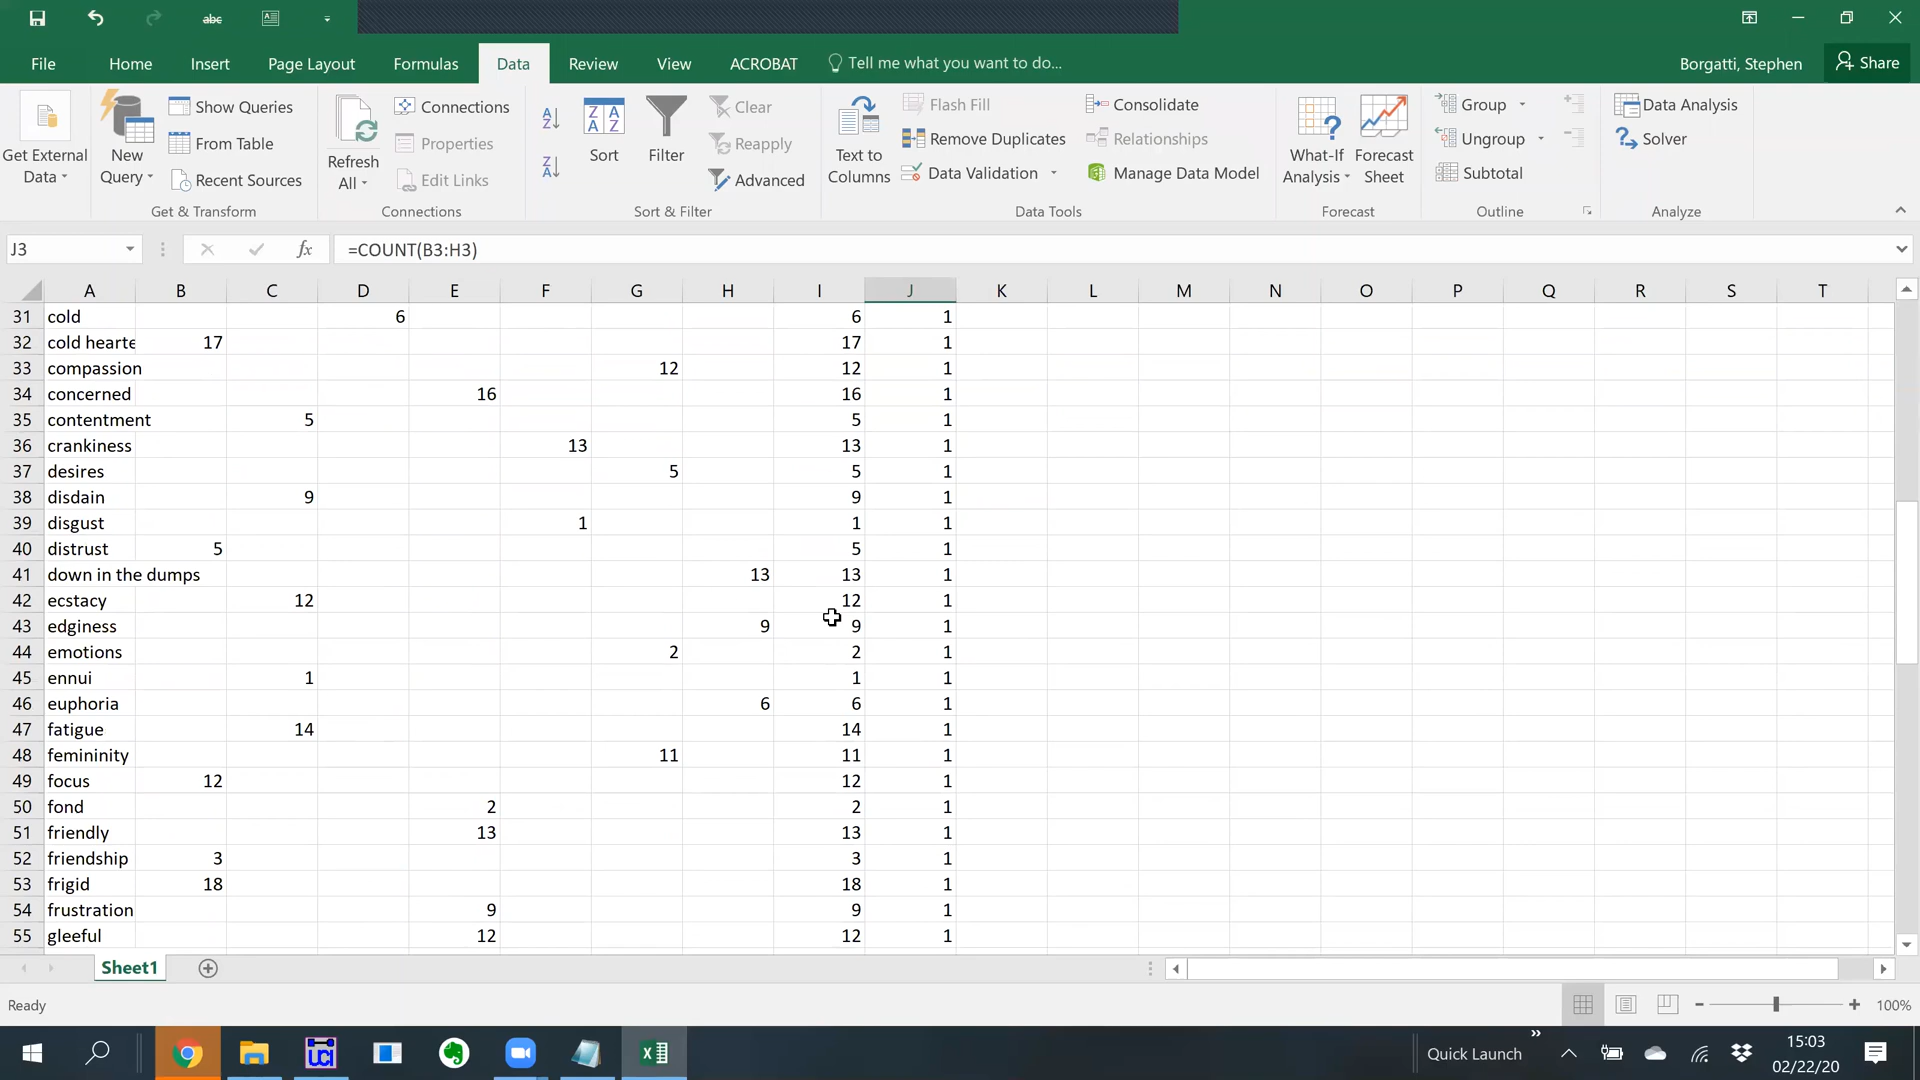 abc
File Home Insert Page Layout Formulas Data Review View ACROBAT Tell me what you want to do... Borgatti, Stephen Share
Get External Data
New Query
Show Queries
From Table
Recent Sources
Get & Transform
Refresh All
Connections
Properties
Edit Links
Connections
Sort
Filter
Clear
Reapply
Advanced
Sort & Filter
Text to Columns
Flash Fill
Remove Duplicates
Data Validation
Consolidate
Relationships
Manage Data Model
Data Tools
What-If Analysis
Forecast Sheet
Forecast
Group
Ungroup
Subtotal
Outline
Data Analysis
Solver
Analyze
J3 fx =COUNT(B3:H3)
A B C D E F G H I J K L M N O P Q R S T
31 cold 6 6 1
32 cold hearte 17 17 1
33 compassion 12 12 1
34 concerned 16 16 1
35 contentment 5 5 1
36 crankiness 13 13 1
37 desires 5 5 1
38 disdain 9 9 1
39 disgust 1 1 1
40 distrust 5 5 1
41 down in the dumps 13 13 1
42 ecstacy 12 12 1
43 edginess 9 9 1
44 emotions 2 2 1
45 ennui 1 1 1
46 euphoria 6 6 1
47 fatigue 14 14 1
48 femininity 11 11 1
49 focus 12 12 1
50 fond 2 2 1
51 friendly 13 13 1
52 friendship 3 3 1
53 frigid 18 18 1
54 frustration 9 9 1
55 gleeful 12 12 1
Sheet1
Ready 100%
UCI
Quick Launch
15:03
02/22/20